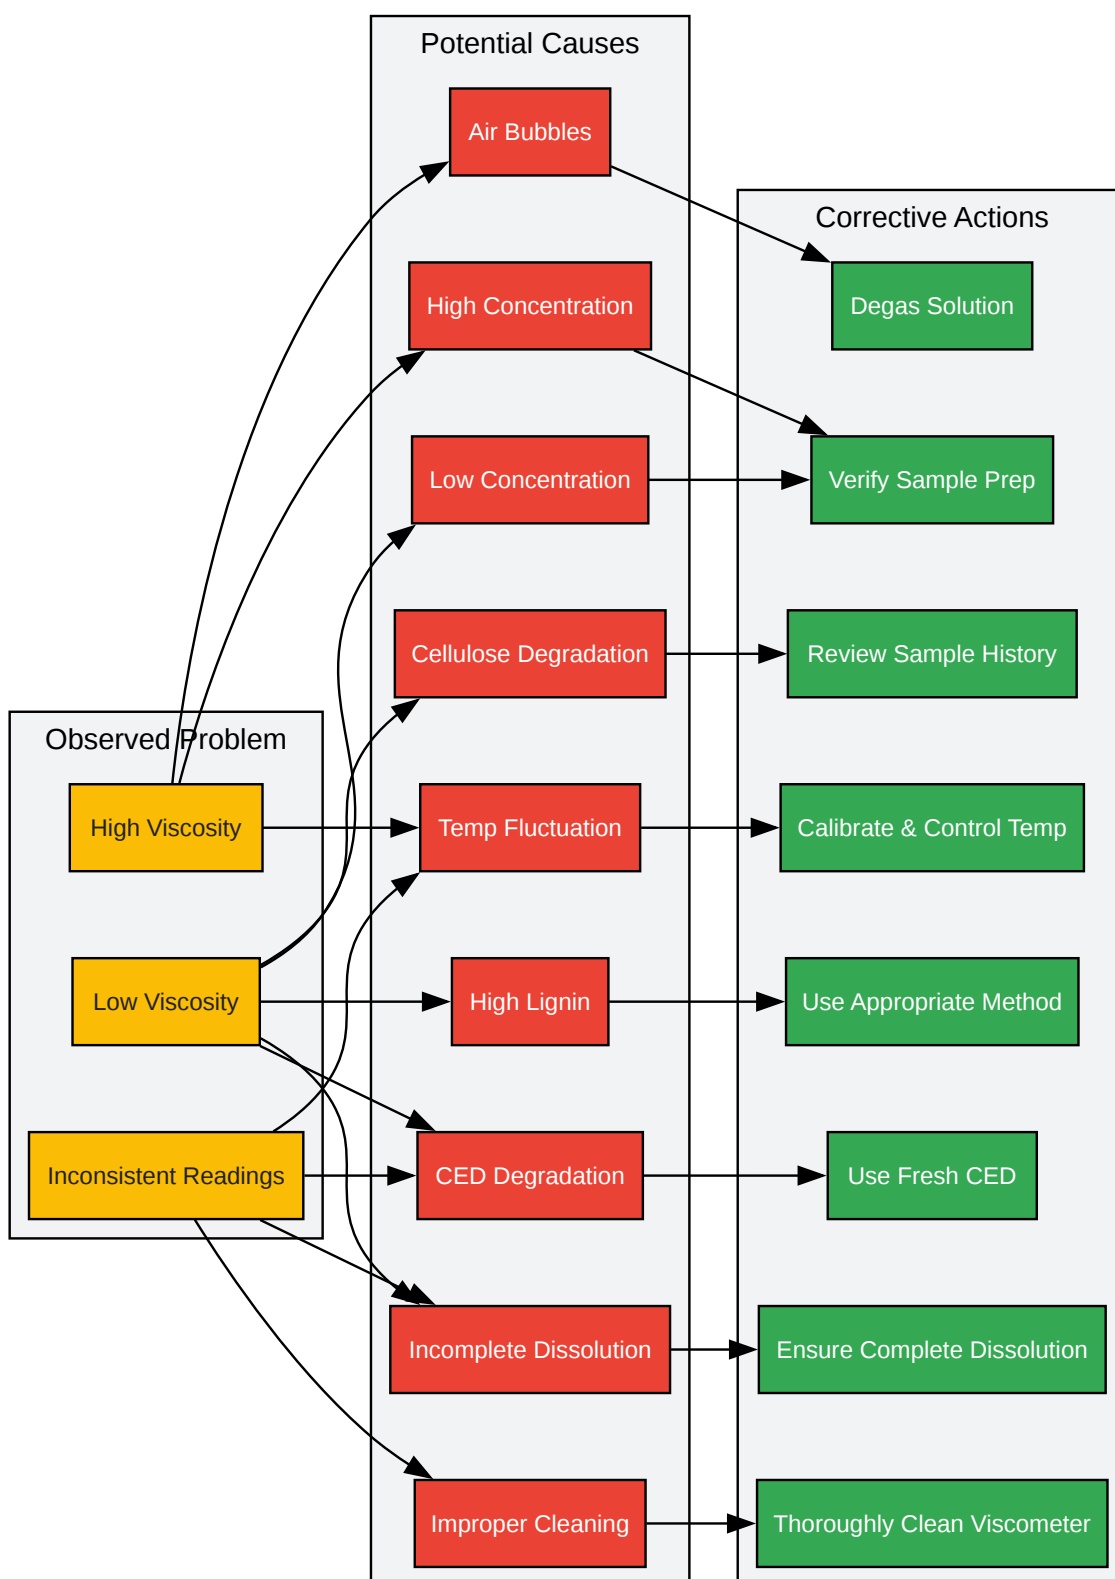 Potential Causes
Air Bubbles
High Concentration
Low Concentration
Cellulose Degradation
Temp Fluctuation
High Lignin
CED Degradation
Incomplete Dissolution
Improper Cleaning
Corrective Actions
Degas Solution
Verify Sample Prep
Review Sample History
Calibrate & Control Temp
Use Appropriate Method
Use Fresh CED
Ensure Complete Dissolution
Thoroughly Clean Viscometer
Observed Problem
High Viscosity
Low Viscosity
Inconsistent Readings